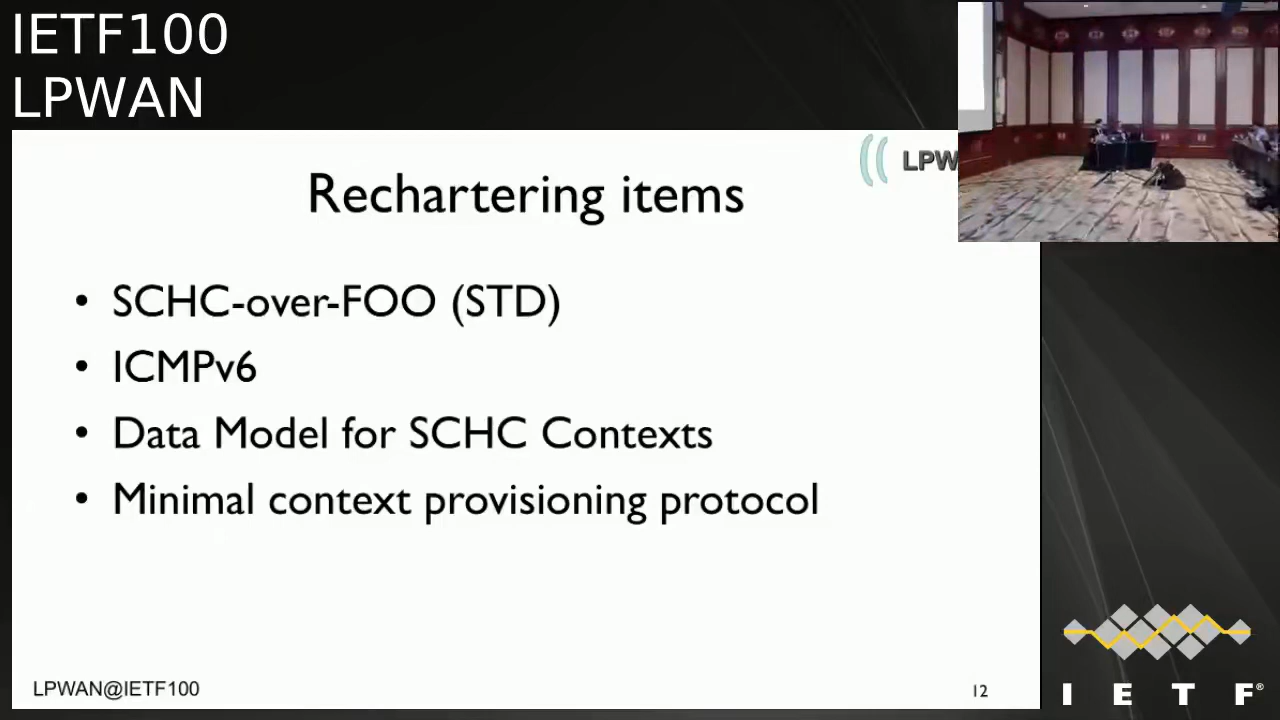 IETF100
LPWAN
LPW
Rechartering items
• SCHC-over-FOO (STD)
• ICMPv6
• Data Model for SCHC Contexts
• Minimal context provisioning protocol
LPWAN@IETF100
12
I E T F®